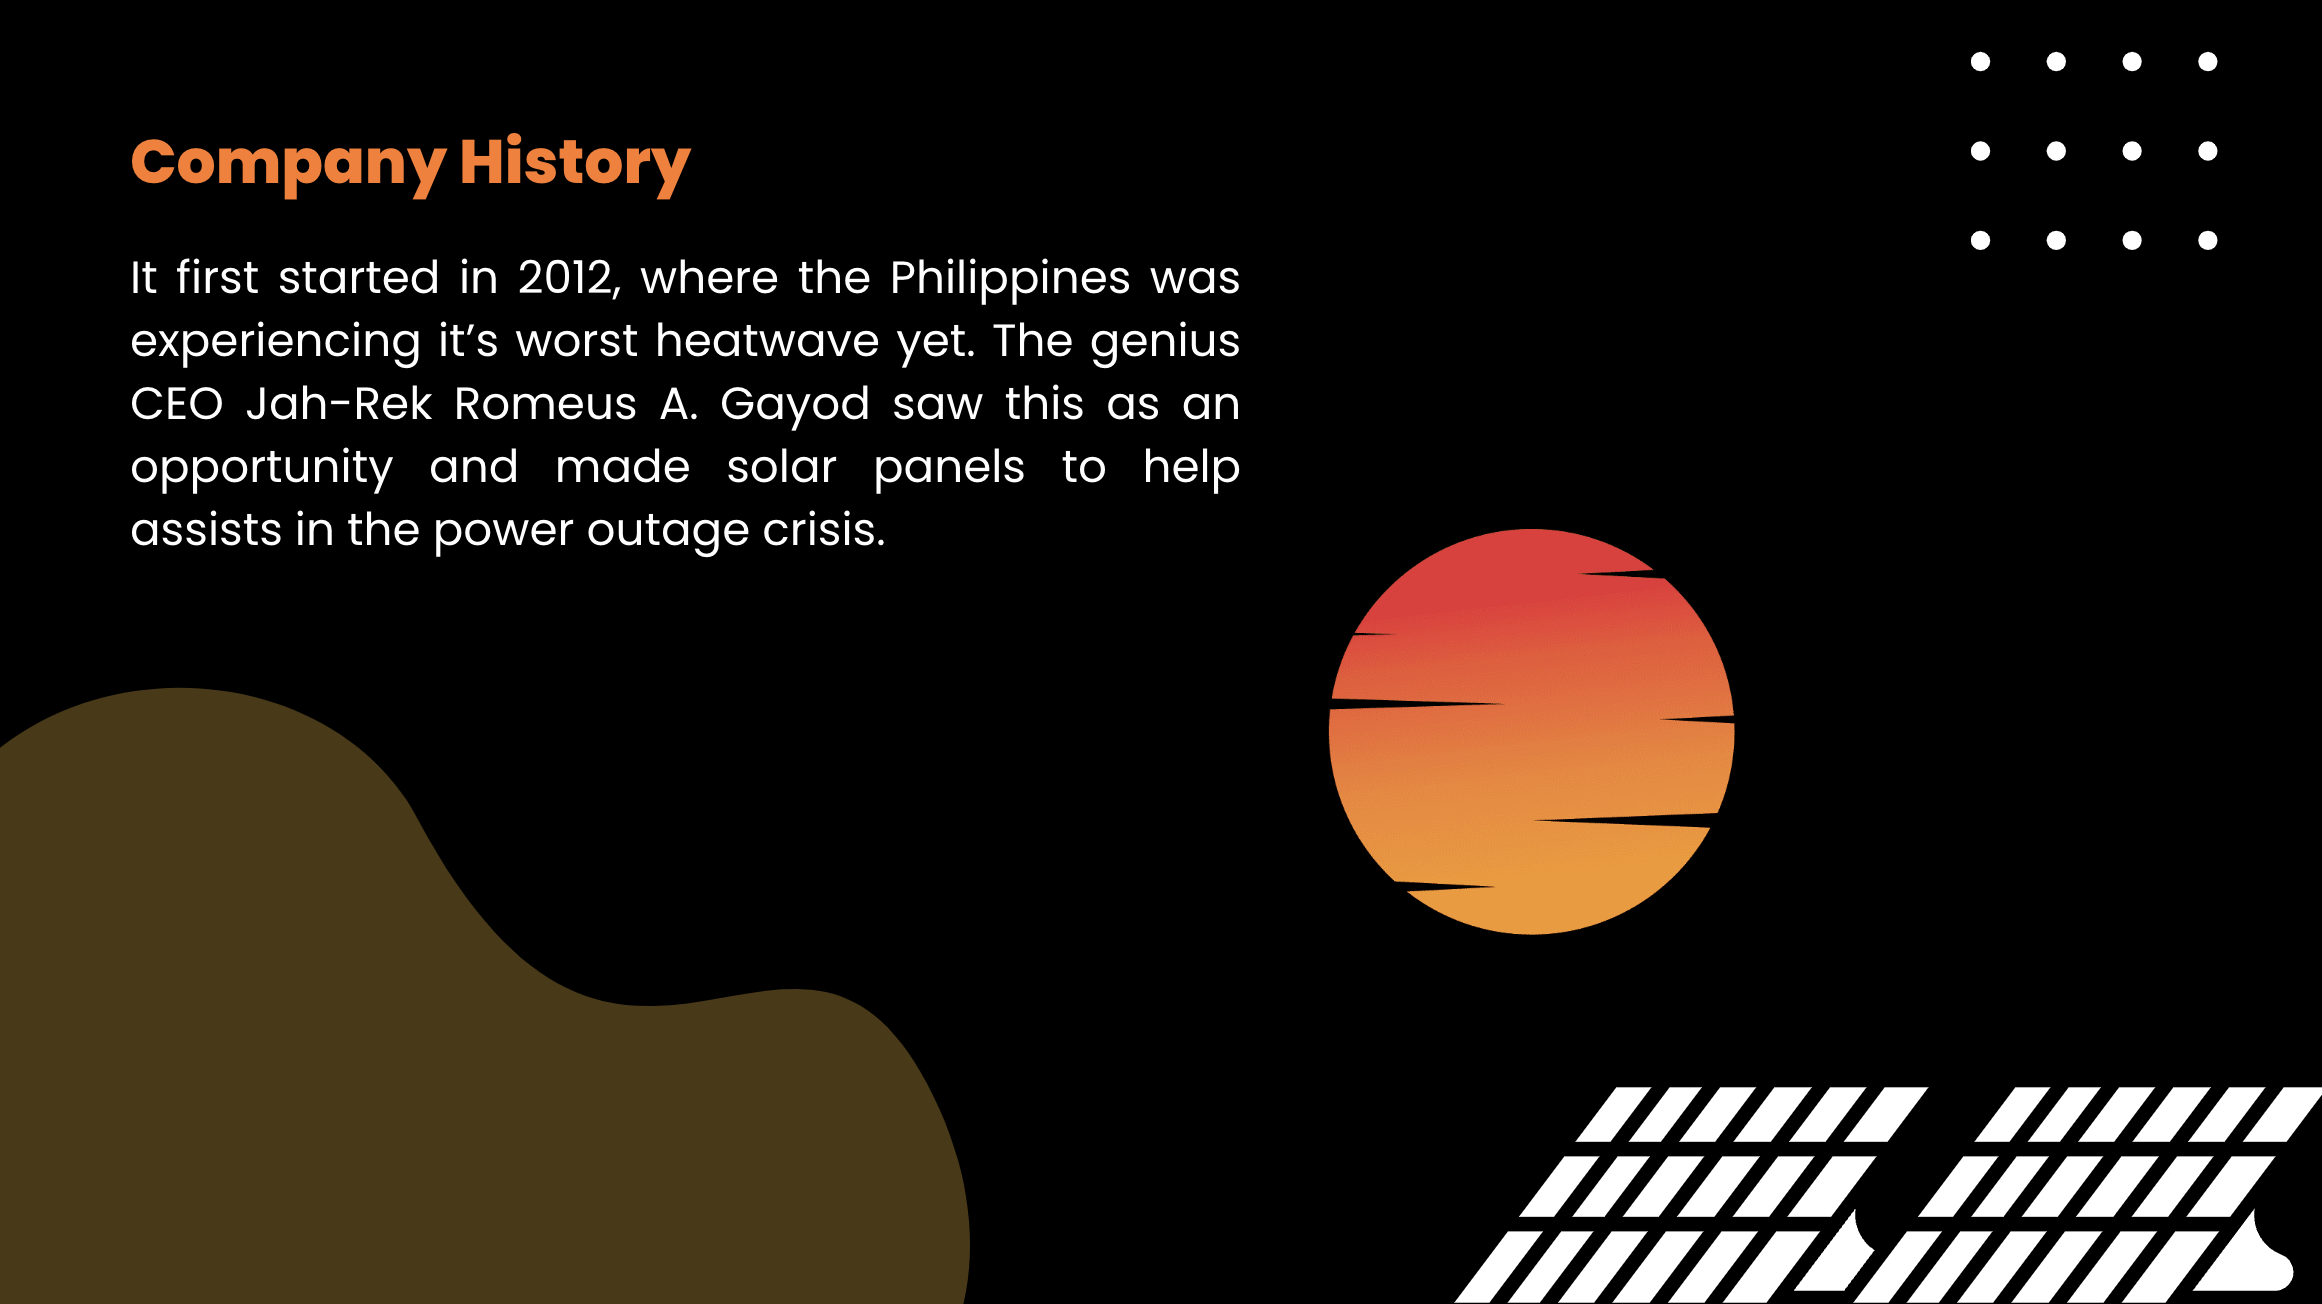 Company History
It first started in 2012, where the Philippines was
experiencing it’s worst heatwave yet. The genius
CEO Jah-Rek Romeus A. Gayod saw this as an
opportunity and made solar panels to help
assists in the power outage crisis.